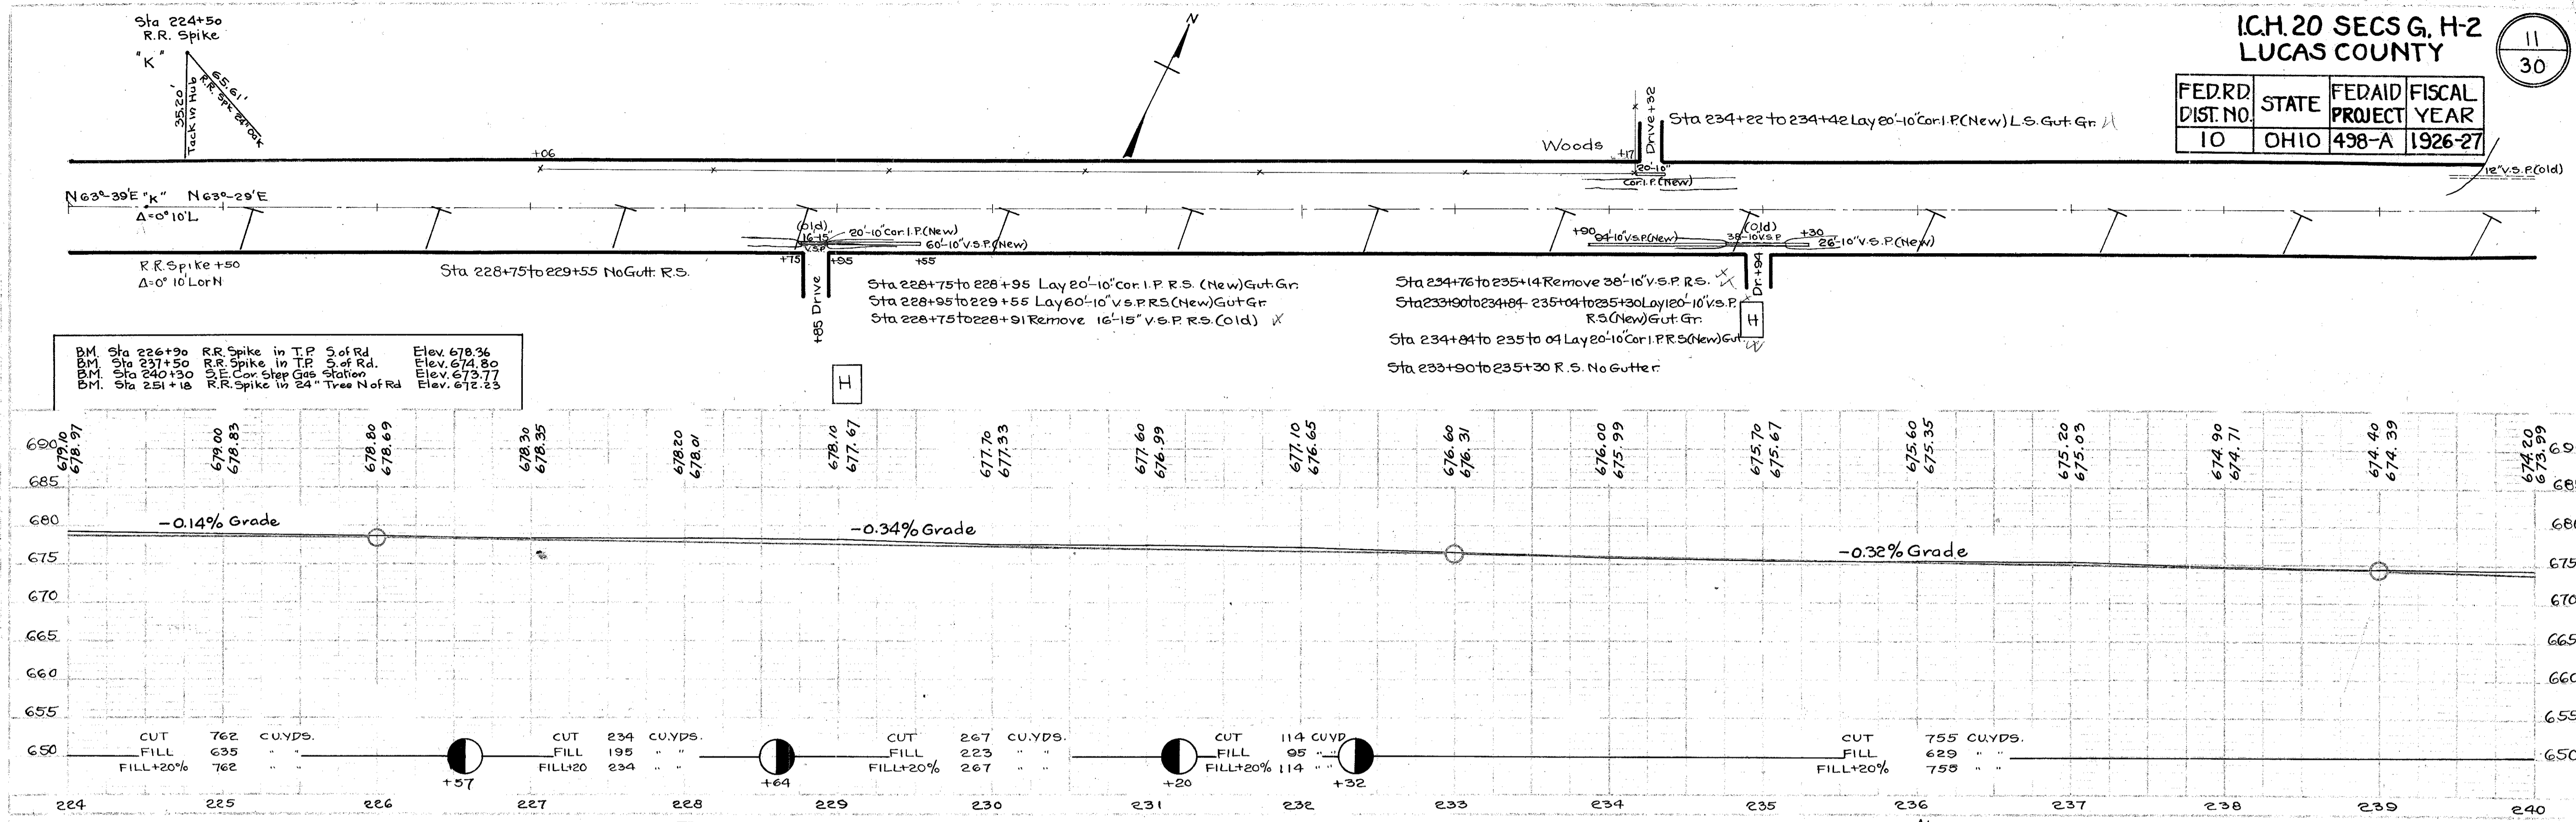 Sta 224+50
R.R. Spike
"K"
35.20'
Tack in Hub
65.61'
R.R. Spk. 24" Oak
N
I.C.H. 20 SECS G, H-2
LUCAS COUNTY
11
30
FED.RD. DIST. NO. STATE FED.AID PROJECT FISCAL YEAR
10 OHIO 498-A 1926-27
+06
Woods
+17
Drive +32
Sta 234+22 to 234+42 Lay 20'-10" Cor. I.P. (New) L.S. Gut. Gr.
20'-10"
Cor. I.P. (New)
12" V.S.P. (Old)
N 63°-39'E "K" N 63°-29'E
Δ=0° 10' L
(Old)
16'-15"
V.S.P.
20'-10" Cor. I.P. (New)
60'-10" V.S.P. (New)
+75
+95
+55
+90
94'-10" V.S.P. (New)
(Old)
38'-10" V.S.P.
+30
26'-10" V.S.P. (New)
R.R. Spike +50
Δ=0° 10' L or N
Sta 228+75 to 229+55 No Gutt. R.S.
+85 Drive
H
Sta 228+75 to 228+95 Lay 20'-10" Cor. I.P. R.S. (New) Gut. Gr.
Sta 228+95 to 229+55 Lay 60'-10" V.S.P. R.S (New) Gut Gr.
Sta 228+75 to 228+91 Remove 16'-15" V.S.P. R.S. (Old)
Sta 234+76 to 235+14 Remove 38'-10" V.S.P. R.S.
Sta 233+90 to 234+84 - 235+04 to 235+30 Lay 120'-10" V.S.P.
R.S (New) Gut. Gr.
Sta 234+84 to 235 to 04 Lay 20'-10" Cor I.P R.S (New) Gut.
Sta 233+90 to 235+30 R.S. No Gutter.
Dr. +94
H
B.M. Sta 226+90 R.R. Spike in T.P. S. of Rd Elev. 678.36
B.M. Sta 237+50 R.R. Spike in T.P. S. of Rd. Elev. 674.80
B.M. Sta 240+30 S.E. Cor. Step Gas Station Elev. 673.77
B.M. Sta 251+18 R.R. Spike in 24" Tree N of Rd Elev. 672.23
679.10 679.00 678.80 678.30 678.20 678.10 677.70 677.60 677.10 676.60 676.00 675.70 675.60 675.20 674.90 674.40 674.20
678.97 678.83 678.69 678.35 678.01 677.67 677.33 676.99 676.65 676.31 675.99 675.67 675.35 675.03 674.71 674.39 673.99
690 69
685 68
680 68
675 675
670 670
665 665
660 660
655 655
650 650
-0.14% Grade
-0.34% Grade
-0.32% Grade
CUT 762 CU.YDS.
FILL 635 " "
FILL+20% 762 " "
+57
CUT 234 CU.YDS.
FILL 195 " "
FILL+20 234 " "
+64
CUT 267 CU.YDS.
FILL 223 " "
FILL+20% 267 " "
+20
CUT 114 CU.YD
FILL 95 " "
FILL+20% 114 " "
+32
CUT 755 CU.YDS.
FILL 629 " "
FILL+20% 755 " "
224 225 226 227 228 229 230 231 232 233 234 235 236 237 238 239 240